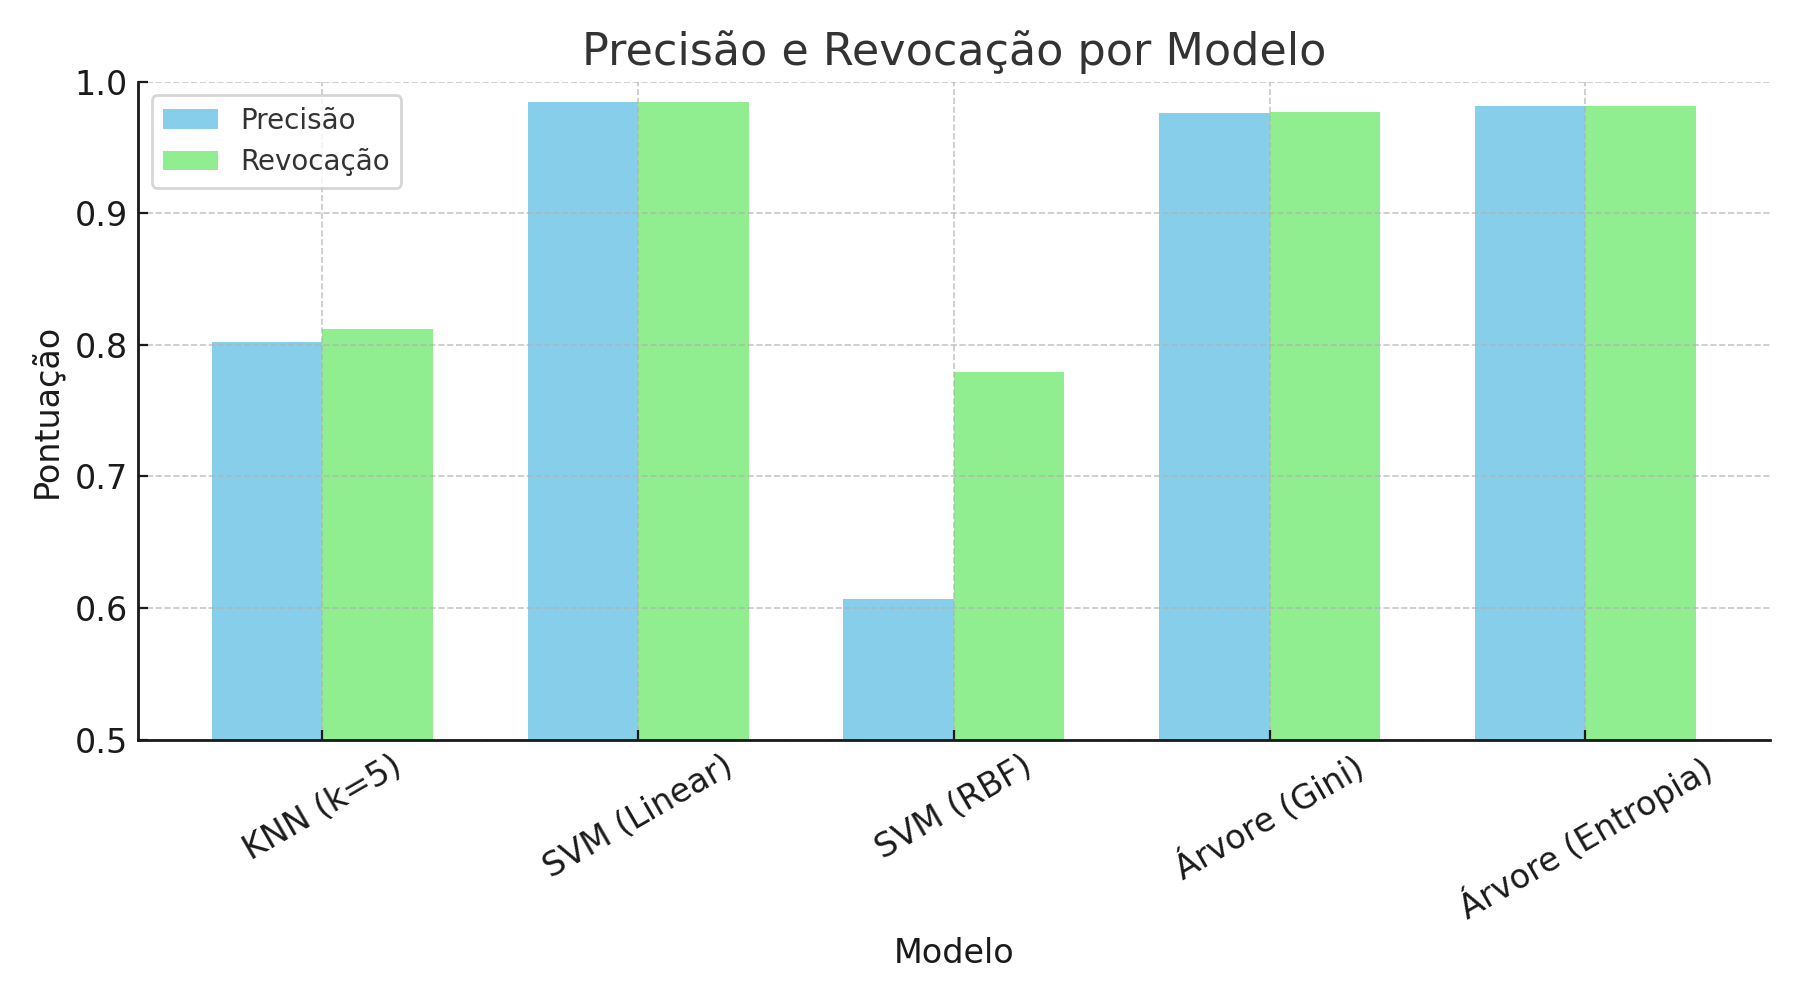 Precisão e Revocação por Modelo
Precisão
Revocação
Pontuação
1.0
0.9
0.8
0.7
0.6
0.5
KNN (k=5)
SVM (Linear)
SVM (RBF)
Árvore (Gini)
Árvore (Entropia)
Modelo